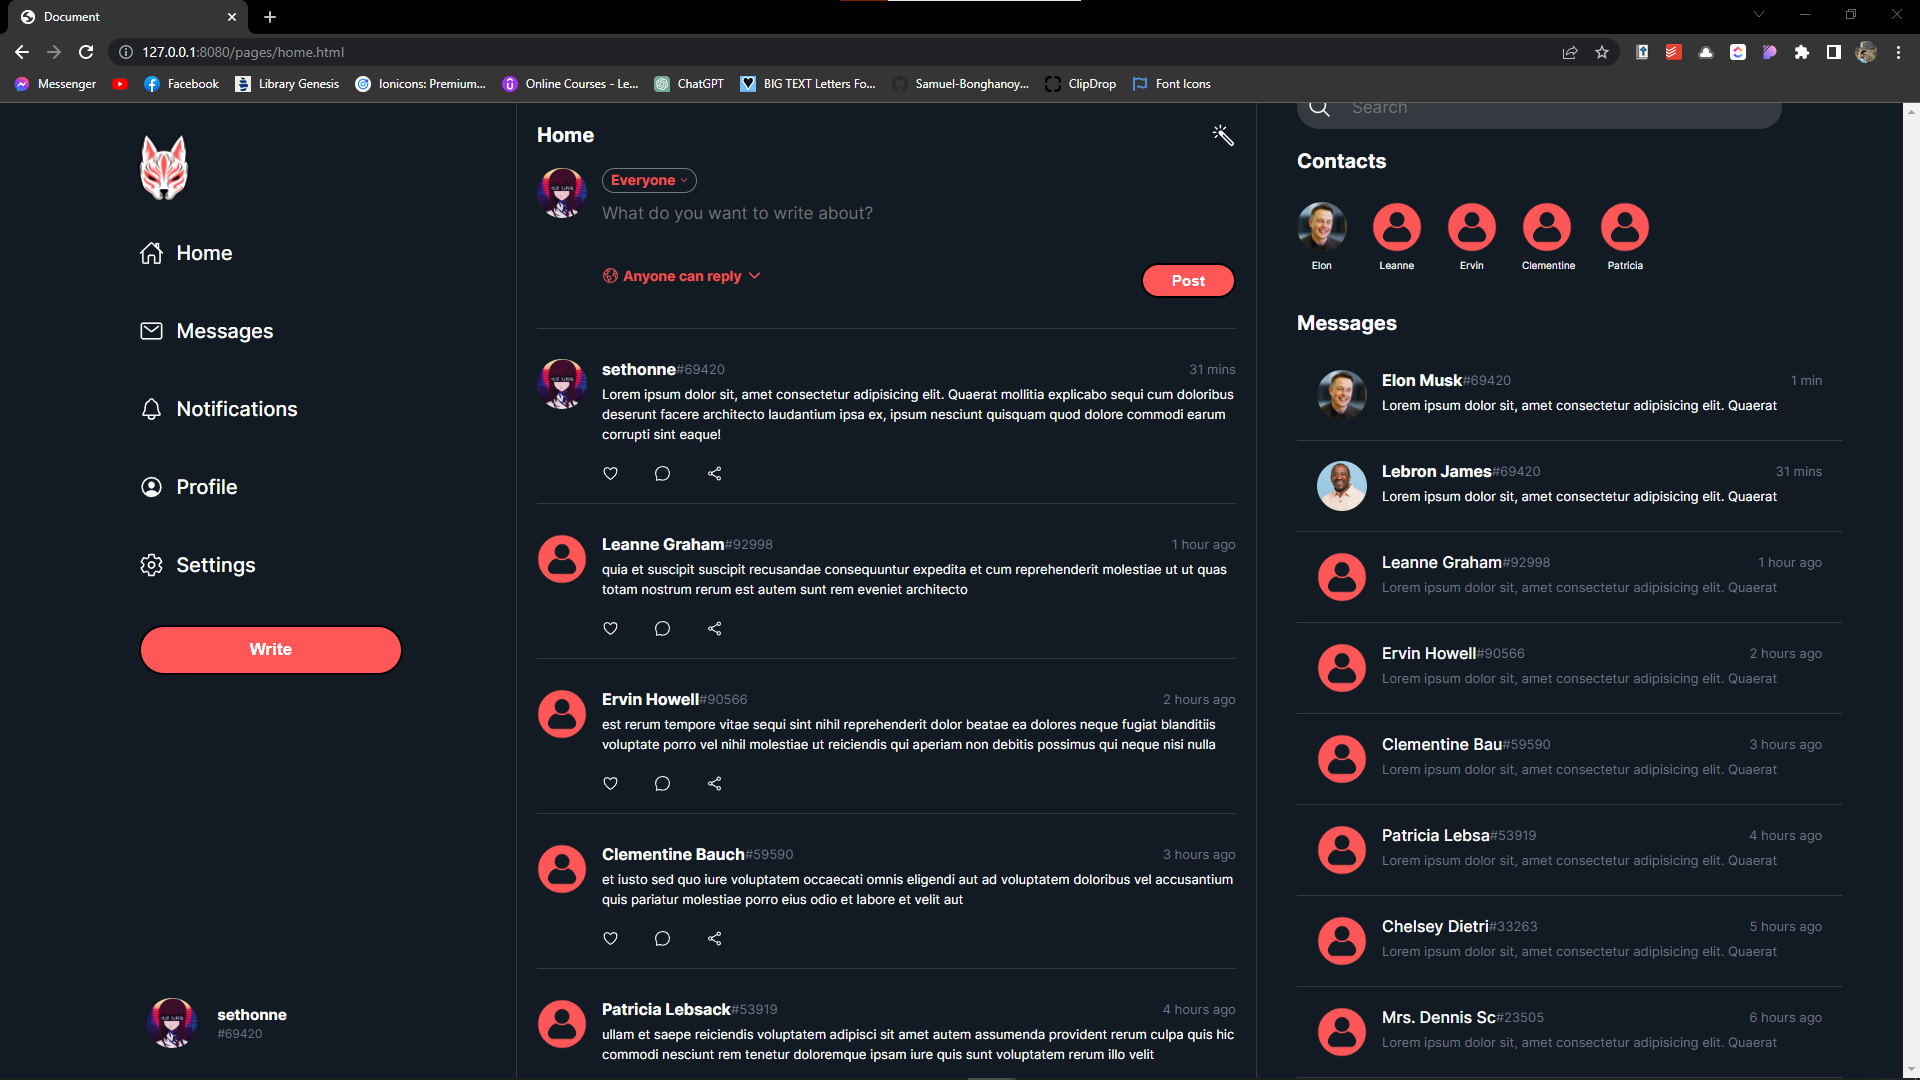 Document
127.0.0.1:8080/pages/home.html
Messenger
Facebook
Library Genesis
Ionicons: Premium...
Online Courses - Le...
ChatGPT
BIG TEXT Letters Fo...
Samuel-Bonghanoy...
ClipDrop
Font Icons
Home
Messages
Notifications
Profile
Settings
Write
sethonne
#69420
Home
Everyone
What do you want to write about?
Anyone can reply
Post
sethonne#69420
31 mins
Lorem ipsum dolor sit, amet consectetur adipisicing elit. Quaerat mollitia explicabo sequi cum doloribus
deserunt facere architecto laudantium ipsa ex, ipsum nesciunt quisquam quod dolore commodi earum
corrupti sint eaque!
Leanne Graham#92998
1 hour ago
quia et suscipit suscipit recusandae consequuntur expedita et cum reprehenderit molestiae ut ut quas
totam nostrum rerum est autem sunt rem eveniet architecto
Ervin Howell#90566
2 hours ago
est rerum tempore vitae sequi sint nihil reprehenderit dolor beatae ea dolores neque fugiat blanditiis
voluptate porro vel nihil molestiae ut reiciendis qui aperiam non debitis possimus qui neque nisi nulla
Clementine Bauch#59590
3 hours ago
et iusto sed quo iure voluptatem occaecati omnis eligendi aut ad voluptatem doloribus vel accusantium
quis pariatur molestiae porro eius odio et labore et velit aut
Patricia Lebsack#53919
4 hours ago
ullam et saepe reiciendis voluptatem adipisci sit amet autem assumenda provident rerum culpa quis hic
commodi nesciunt rem tenetur doloremque ipsam iure quis sunt voluptatem rerum illo velit
Search
Contacts
Elon
Leanne
Ervin
Clementine
Patricia
Messages
Elon Musk#69420
1 min
Lorem ipsum dolor sit, amet consectetur adipisicing elit. Quaerat
Lebron James#69420
31 mins
Lorem ipsum dolor sit, amet consectetur adipisicing elit. Quaerat
Leanne Graham#92998
1 hour ago
Lorem ipsum dolor sit, amet consectetur adipisicing elit. Quaerat
Ervin Howell#90566
2 hours ago
Lorem ipsum dolor sit, amet consectetur adipisicing elit. Quaerat
Clementine Bau#59590
3 hours ago
Lorem ipsum dolor sit, amet consectetur adipisicing elit. Quaerat
Patricia Lebsa#53919
4 hours ago
Lorem ipsum dolor sit, amet consectetur adipisicing elit. Quaerat
Chelsey Dietri#33263
5 hours ago
Lorem ipsum dolor sit, amet consectetur adipisicing elit. Quaerat
Mrs. Dennis Sc#23505
6 hours ago
Lorem ipsum dolor sit, amet consectetur adipisicing elit. Quaerat